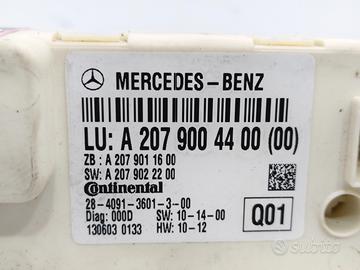 MERCEDES-BENZ
LU: A 207 900 44 00 (00)
ZB : A 207 901 16 00
SW: A 207 902 22 00
Continental
28-4091-3601-3-00
Diag: 000D SW: 10-14-00
130603 0133 HW: 10-12
Q01
subito